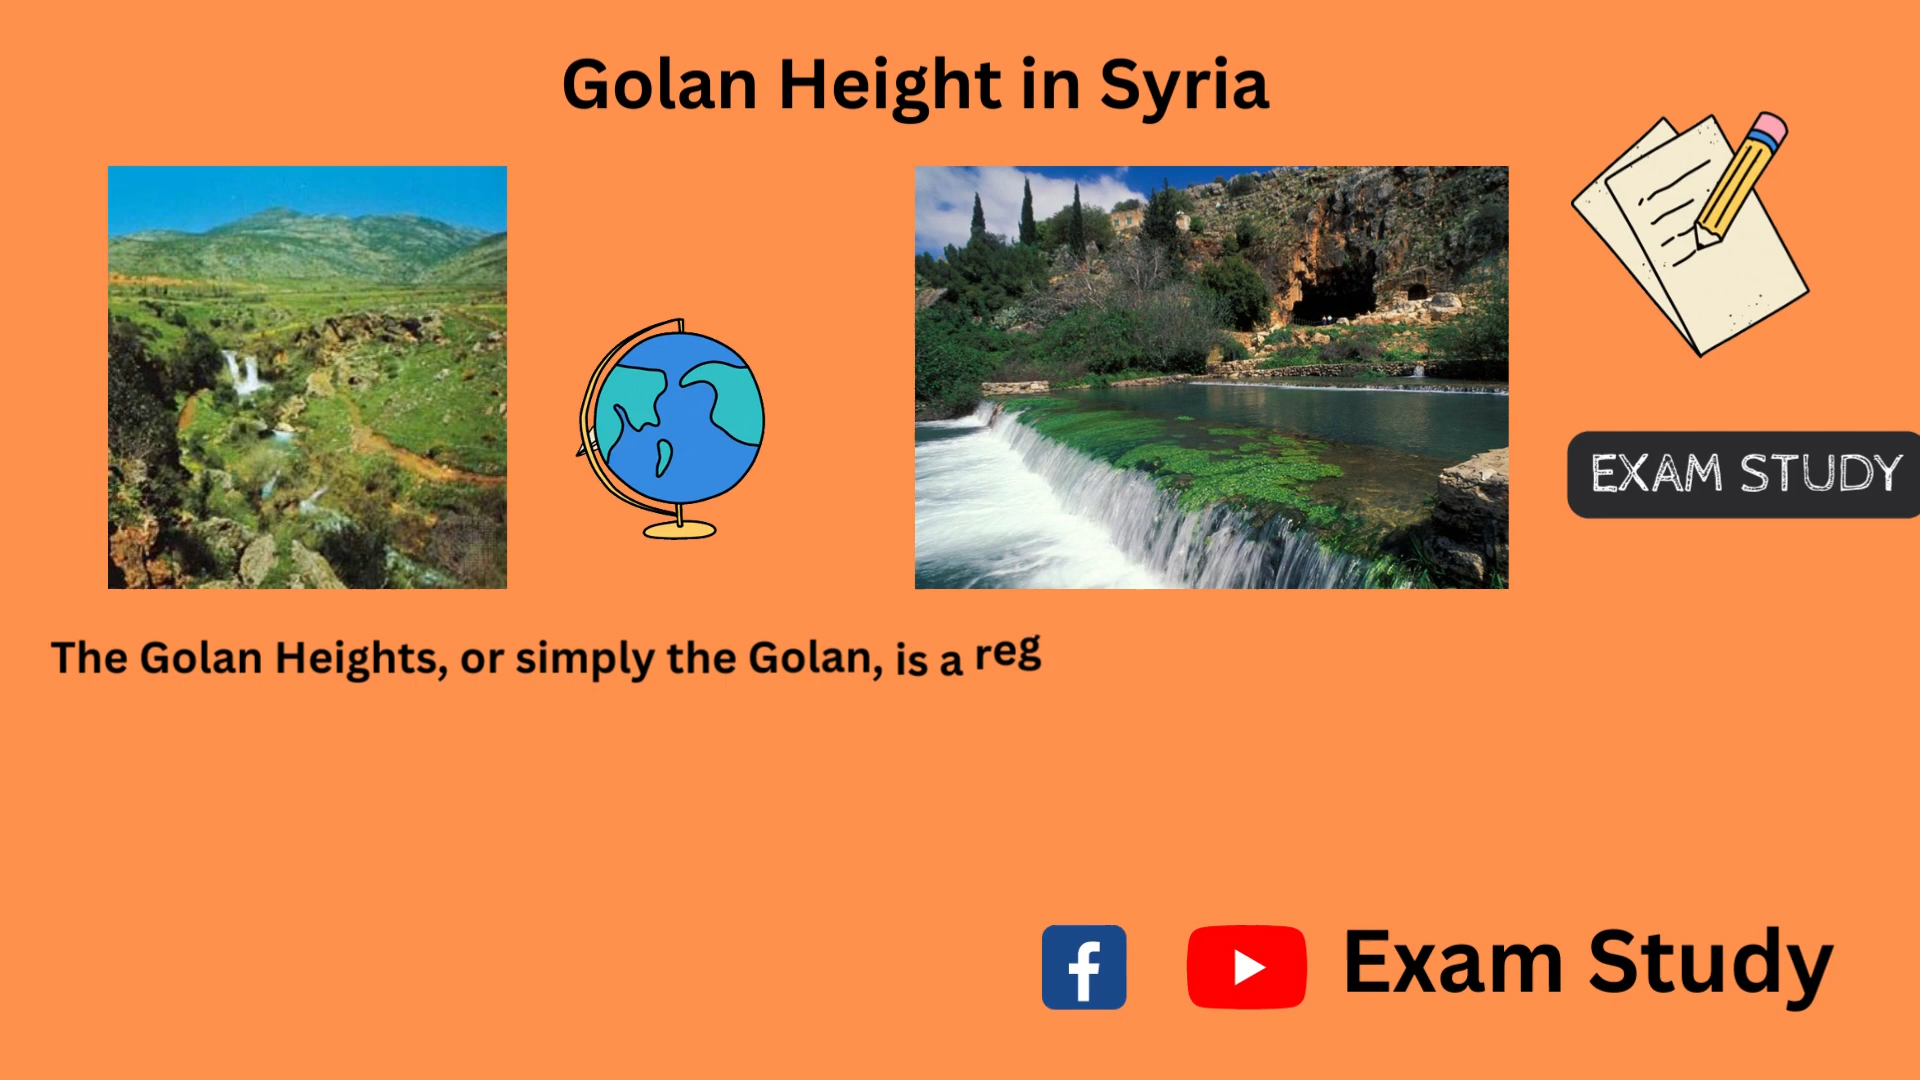 Golan Height in Syria
EXAM STUDY
The Golan Heights, or simply the Golan, is a reg
Exam Study